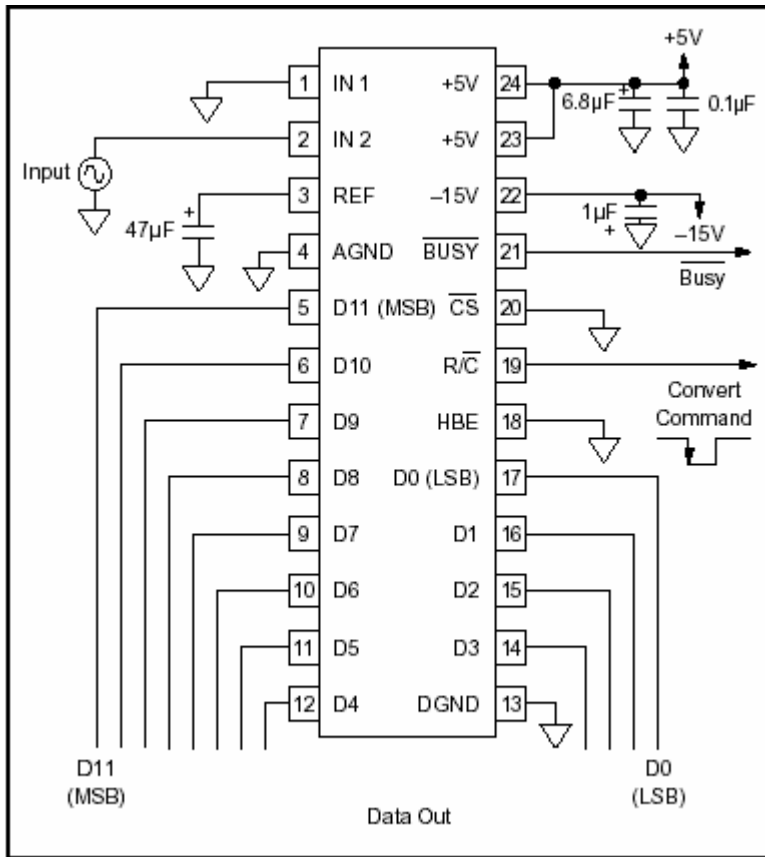 +5V
1 IN 1 +5V 24
6.8µF + 0.1µF
2 IN 2 +5V 23
Input
3 REF –15V 22
+
47µF
1µF
+
–15V
4 AGND B̅U̅S̅Y̅ 21
B̅u̅s̅y̅
5 D11 (MSB) C̅S̅ 20
6 D10 R/C̅ 19
Convert
Command
7 D9 HBE 18
8 D8 D0 (LSB) 17
9 D7 D1 16
10 D6 D2 15
11 D5 D3 14
12 D4 DGND 13
D11
(MSB)
D0
(LSB)
Data Out